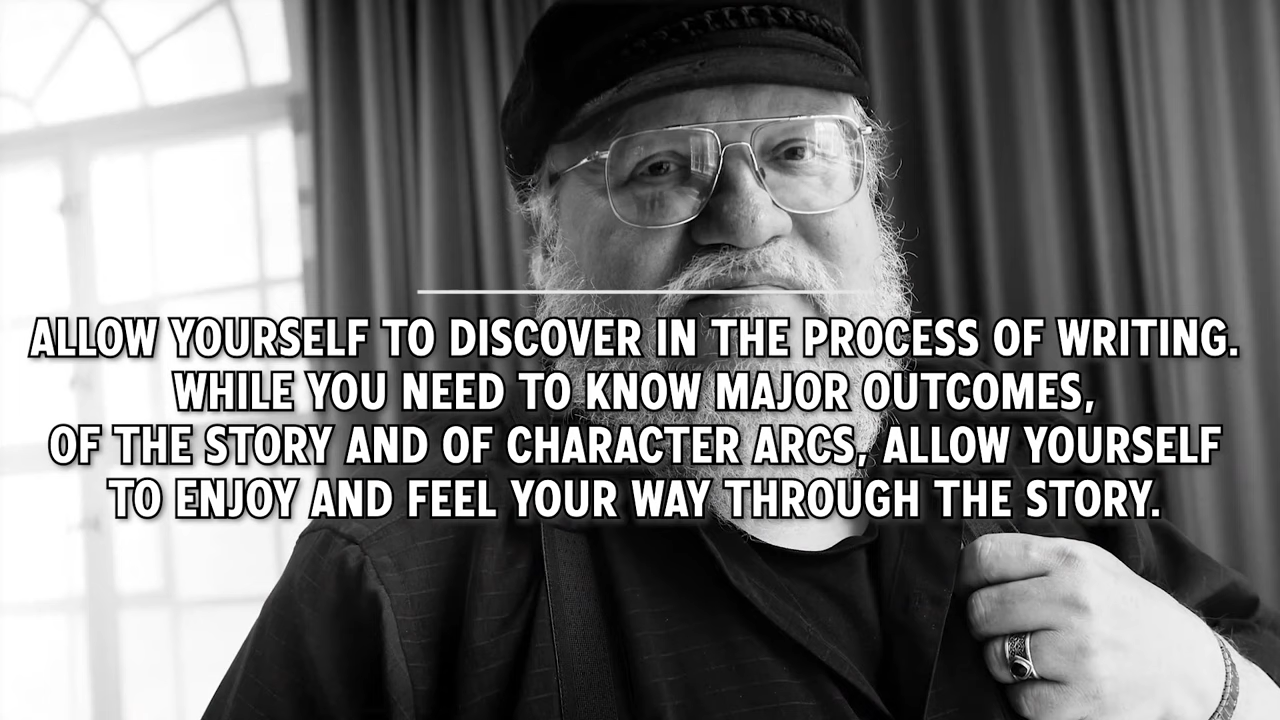 ALLOW YOURSELF TO DISCOVER IN THE PROCESS OF WRITING.
WHILE YOU NEED TO KNOW MAJOR OUTCOMES,
OF THE STORY AND OF CHARACTER ARCS, ALLOW YOURSELF
TO ENJOY AND FEEL YOUR WAY THROUGH THE STORY.